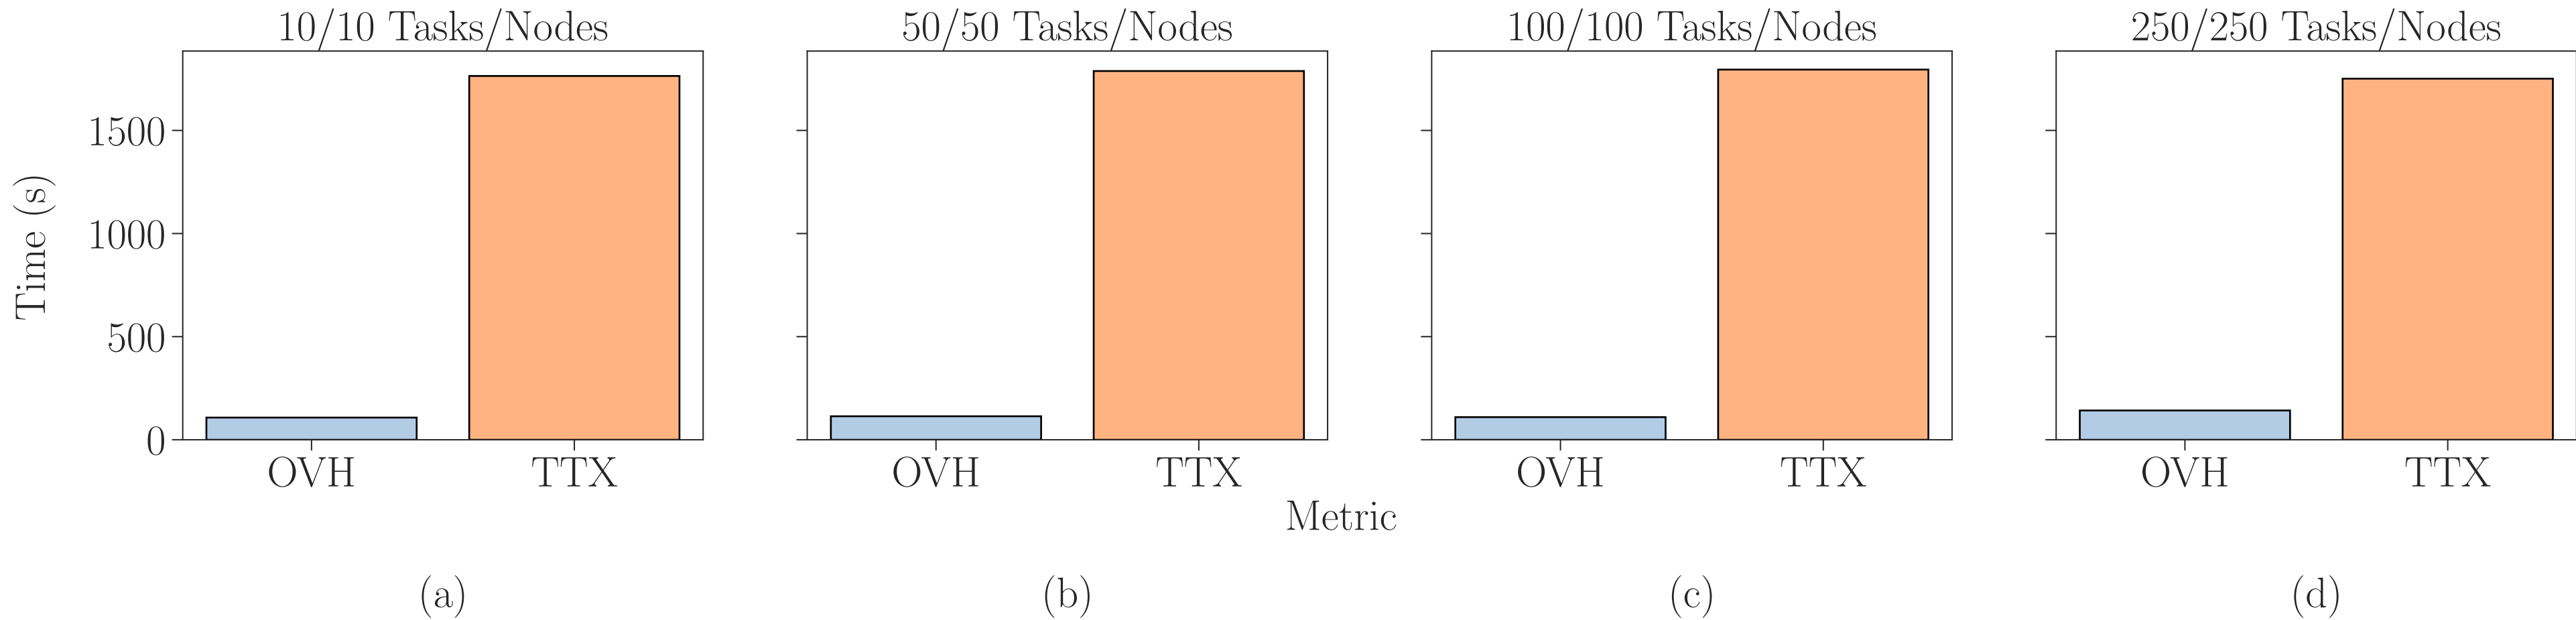 10/10 Tasks/Nodes
50/50 Tasks/Nodes
100/100 Tasks/Nodes
250/250 Tasks/Nodes
Time (s)
1500
1000
500
0
OVH TTX
OVH TTX
OVH TTX
OVH TTX
Metric
(a)
(b)
(c)
(d)